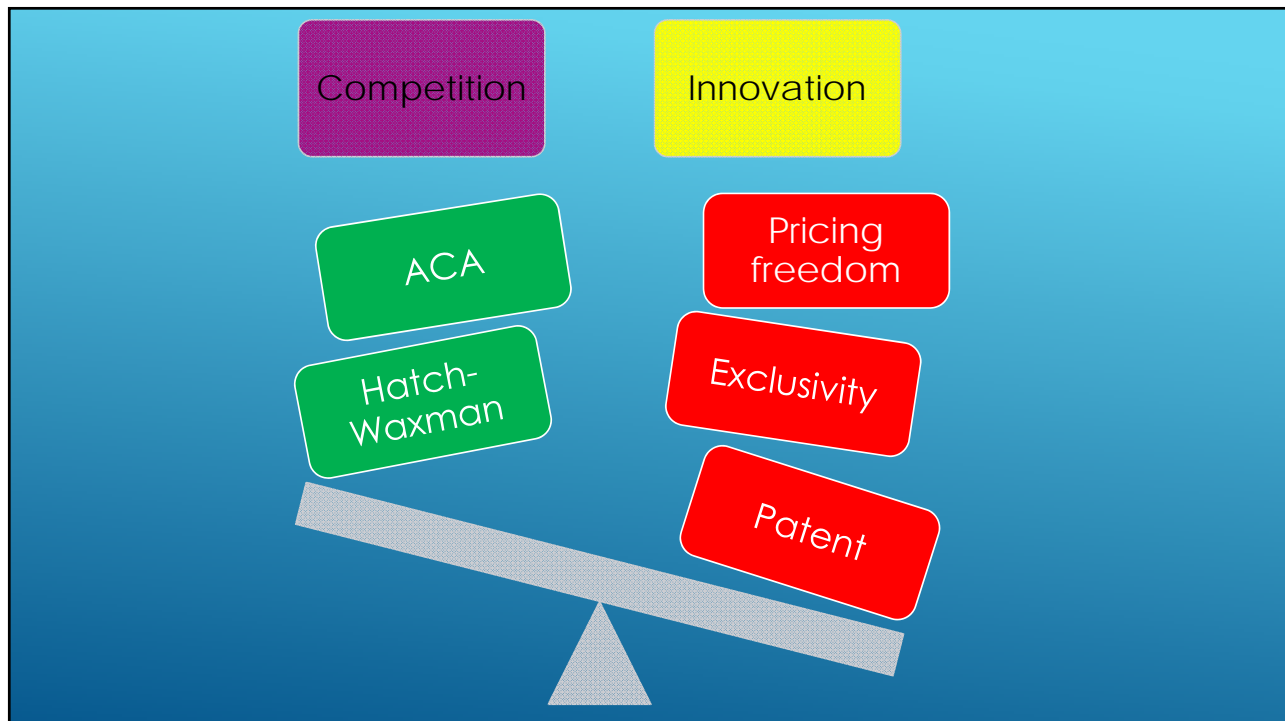 Competition
Innovation
ACA
Hatch-
Waxman
Pricing
freedom
Exclusivity
Patent